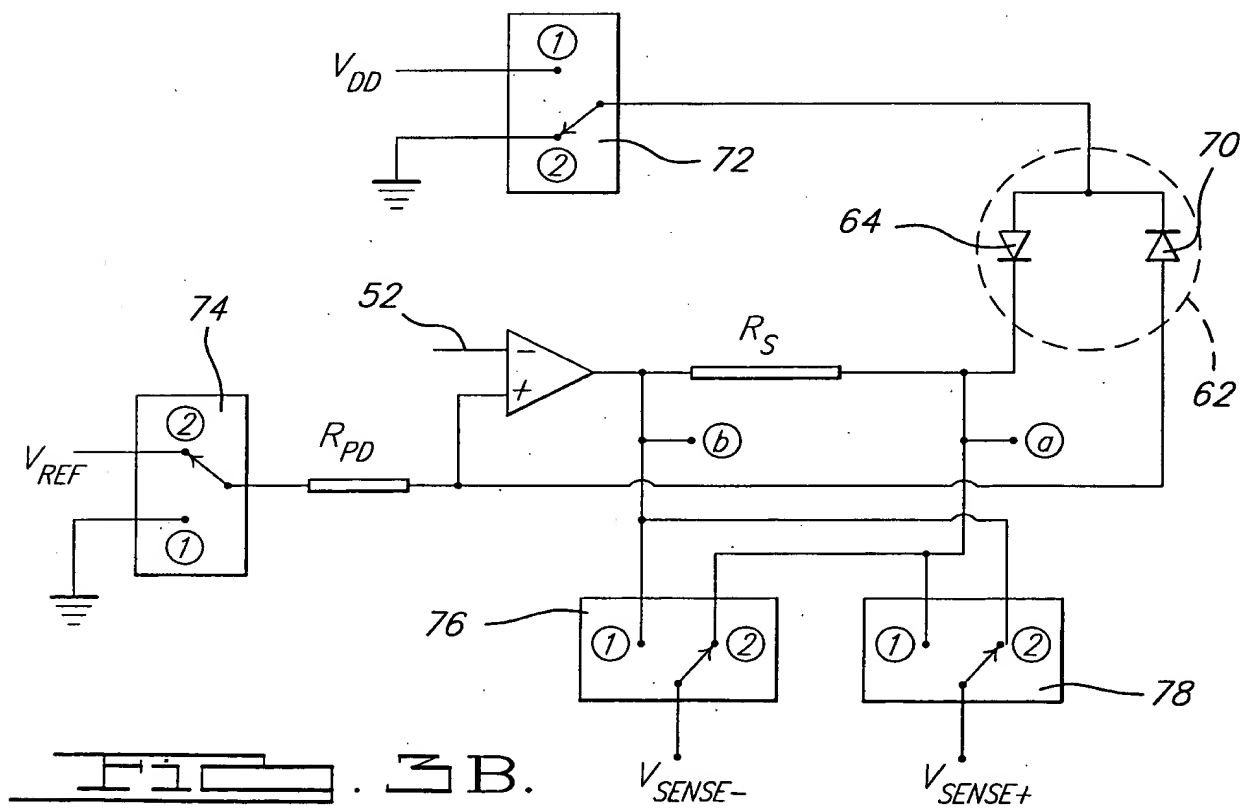 ①
V_DD
②
72
70
64
62
74
52
−
+
R_S
②
V_REF
R_PD
ⓑ
ⓐ
①
76
①
②
①
②
78
V_SENSE−
V_SENSE+
FIG. 3B.